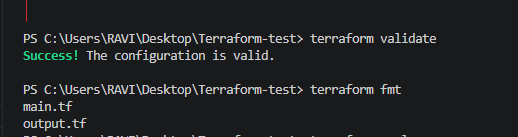 PS C:\Users\RAVI\Desktop\Terraform-test> terraform validate
Success! The configuration is valid.
PS C:\Users\RAVI\Desktop\Terraform-test> terraform fmt
main.tf
output.tf